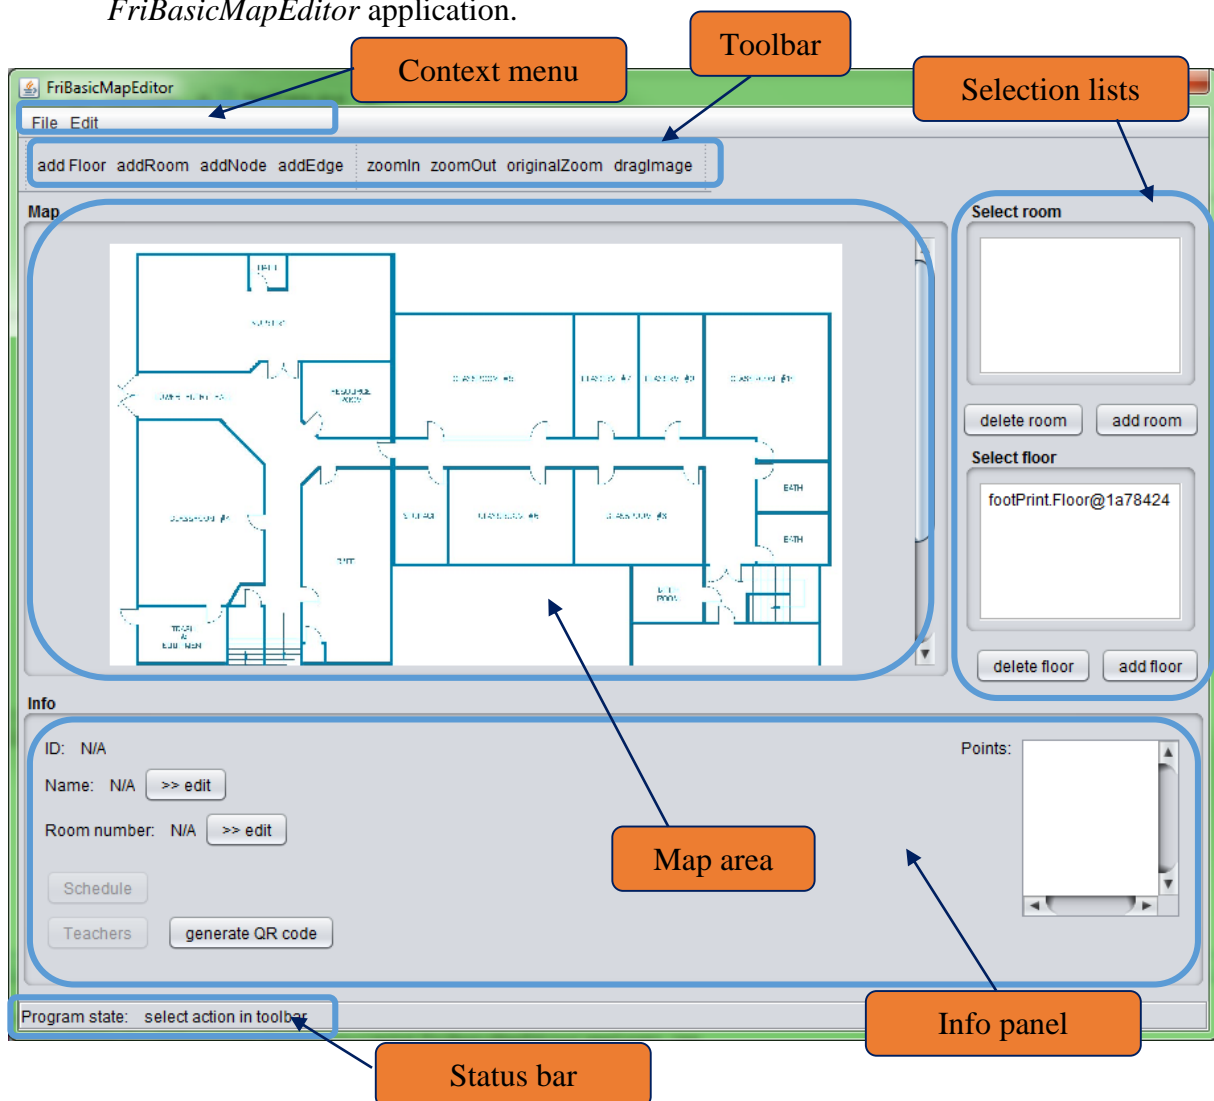 FriBasicMapEditor application.
Toolbar
Context menu
Selection lists
FriBasicMapEditor
File Edit
add Floor addRoom addNode addEdge zoomIn zoomOut originalZoom dragImage
Map
Select room
RESOURCE
ROOM
delete room add room
Select floor
footPrint.Floor@1a78424
BATH
STORAGE
BATH
delete floor add floor
Info
ID: N/A
Points:
Name: N/A >> edit
Room number: N/A >> edit
Map area
Schedule
Teachers generate QR code
Program state: select action in toolbar
Info panel
Status bar